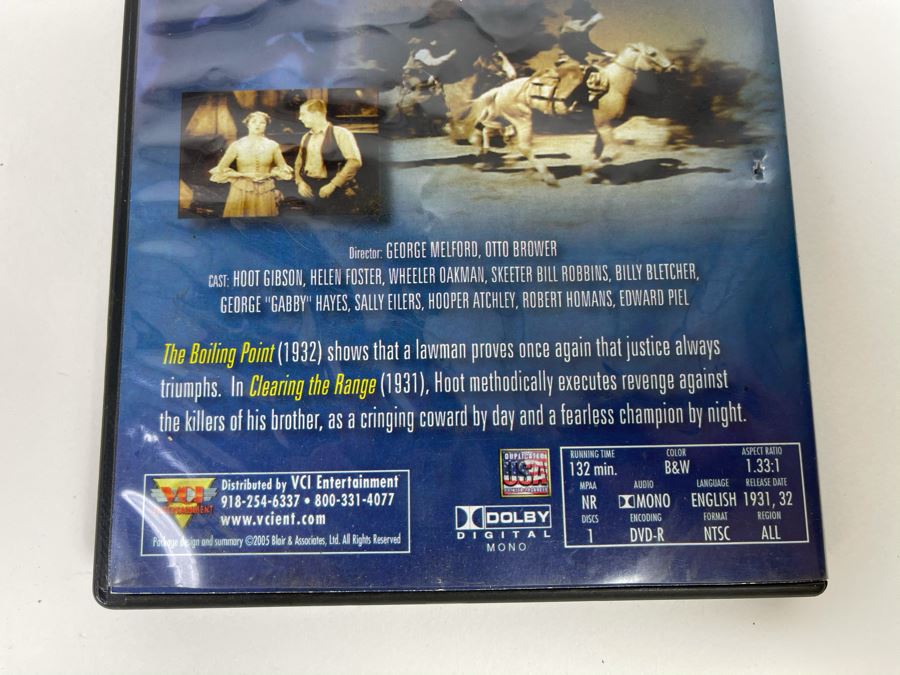 Director: GEORGE MELFORD, OTTO BROWER
CAST: HOOT GIBSON, HELEN FOSTER, WHEELER OAKMAN, SKEETER BILL ROBBINS, BILLY BLETCHER,
GEORGE "GABBY" HAYES, SALLY EILERS, HOOPER ATCHLEY, ROBERT HOMANS, EDWARD PIEL
The Boiling Point (1932) shows that a lawman proves once again that justice always
triumphs. In Clearing the Range (1931), Hoot methodically executes revenge against
the killers of his brother, as a cringing coward by day and a fearless champion by night.
VCI
ENTERTAINMENT
Distributed by VCI Entertainment
918-254-6337 • 800-331-4077
www.vcient.com
Package design and summary ©2005 Blair & Associates, Ltd. All Rights Reserved
DUPLICATED
USA
DOLBY
DIGITAL
MONO
RUNNING TIME COLOR ASPECT RATIO
132 min. B&W 1.33:1
MPAA AUDIO LANGUAGE RELEASE DATE
NR MONO ENGLISH 1931, 32
DISCS ENCODING FORMAT REGION
1 DVD-R NTSC ALL